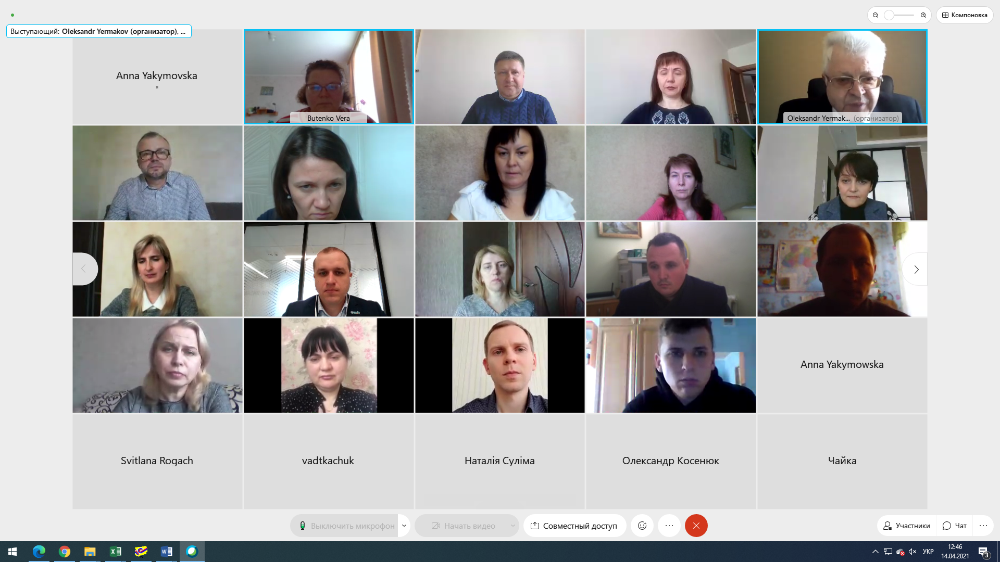 Компоновка
Выступающий: Oleksandr Yermakov (организатор), ...
Anna Yakymovska
я
Butenko Vera
Oleksandr Yermak... (организатор)
Anna Yakymowska
Svitlana Rogach
vadtkachuk
Наталія Суліма
Олександр Косенюк
Чайка
Выключить микрофон
Начать видео
Совместный доступ
Участники
Чат
УКР
12:46
14.04.2021
3